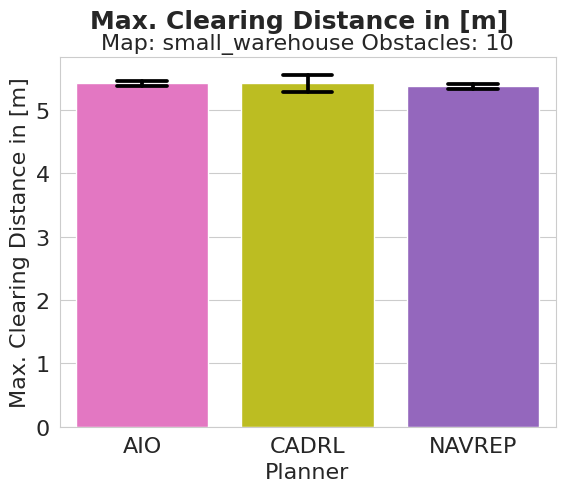 Max. Clearing Distance in [m]
Map: small_warehouse Obstacles: 10
Max. Clearing Distance in [m]
5
4
3
2
1
0
AIO CADRL NAVREP
Planner